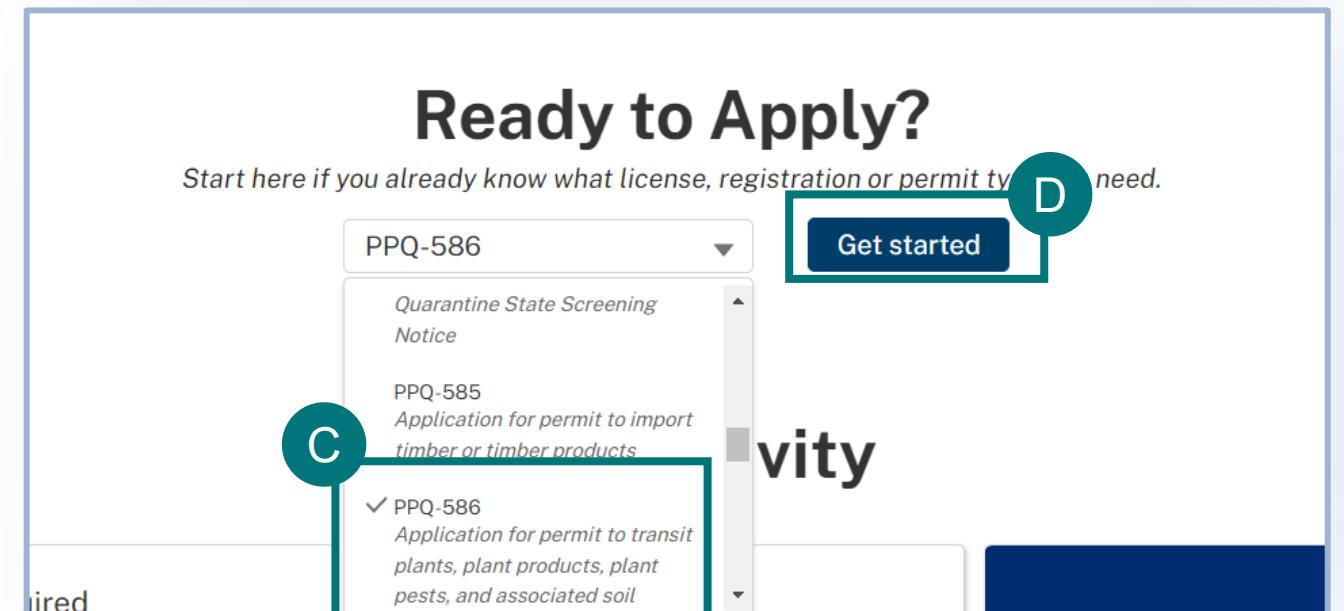 Ready to Apply?
Start here if you already know what license, registration or permit ty need.
D
PPQ-586
Get started
Quarantine State Screening
Notice
PPQ-585
Application for permit to import
timber or timber products
C
vity
PPQ-586
Application for permit to transit
plants, plant products, plant
pests, and associated soil
ired